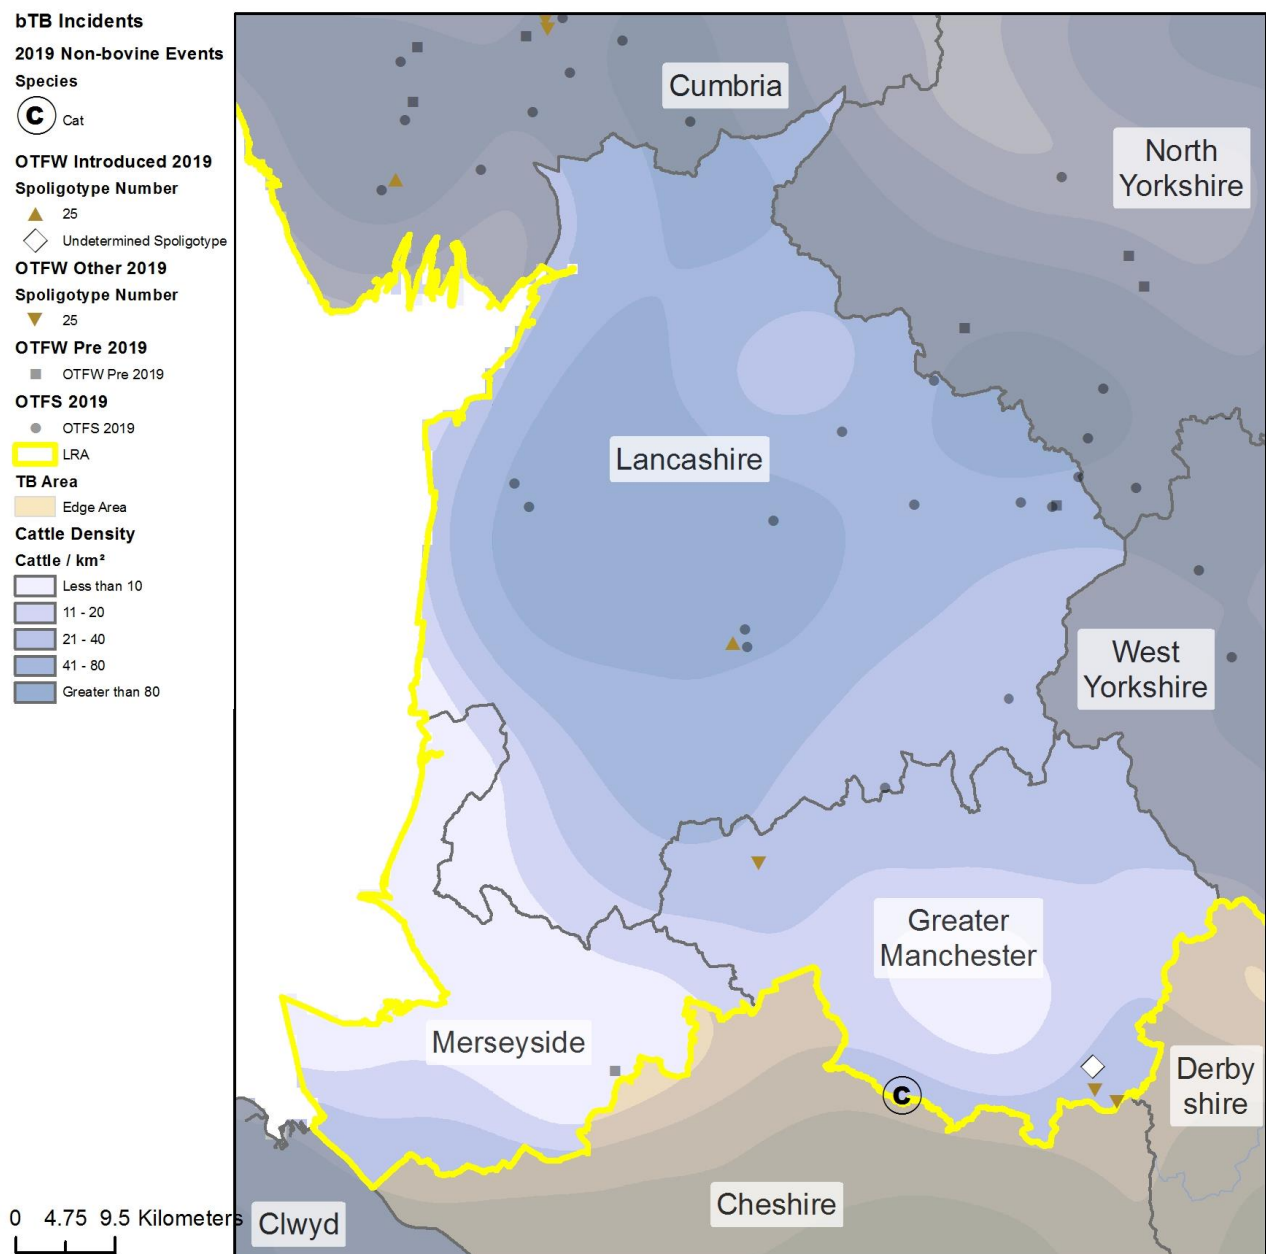 bTB Incidents
2019 Non-bovine Events
Species
C Cat
OTFW Introduced 2019
Spoligotype Number
25
Undetermined Spoligotype
OTFW Other 2019
Spoligotype Number
25
OTFW Pre 2019
OTFW Pre 2019
OTFS 2019
OTFS 2019
LRA
TB Area
Edge Area
Cattle Density
Cattle / km²
Less than 10
11 - 20
21 - 40
41 - 80
Greater than 80
0 4.75 9.5 Kilometers
Cumbria
North
Yorkshire
Lancashire
West
Yorkshire
Greater
Manchester
Merseyside
Derby
shire
C
Cheshire
Clwyd